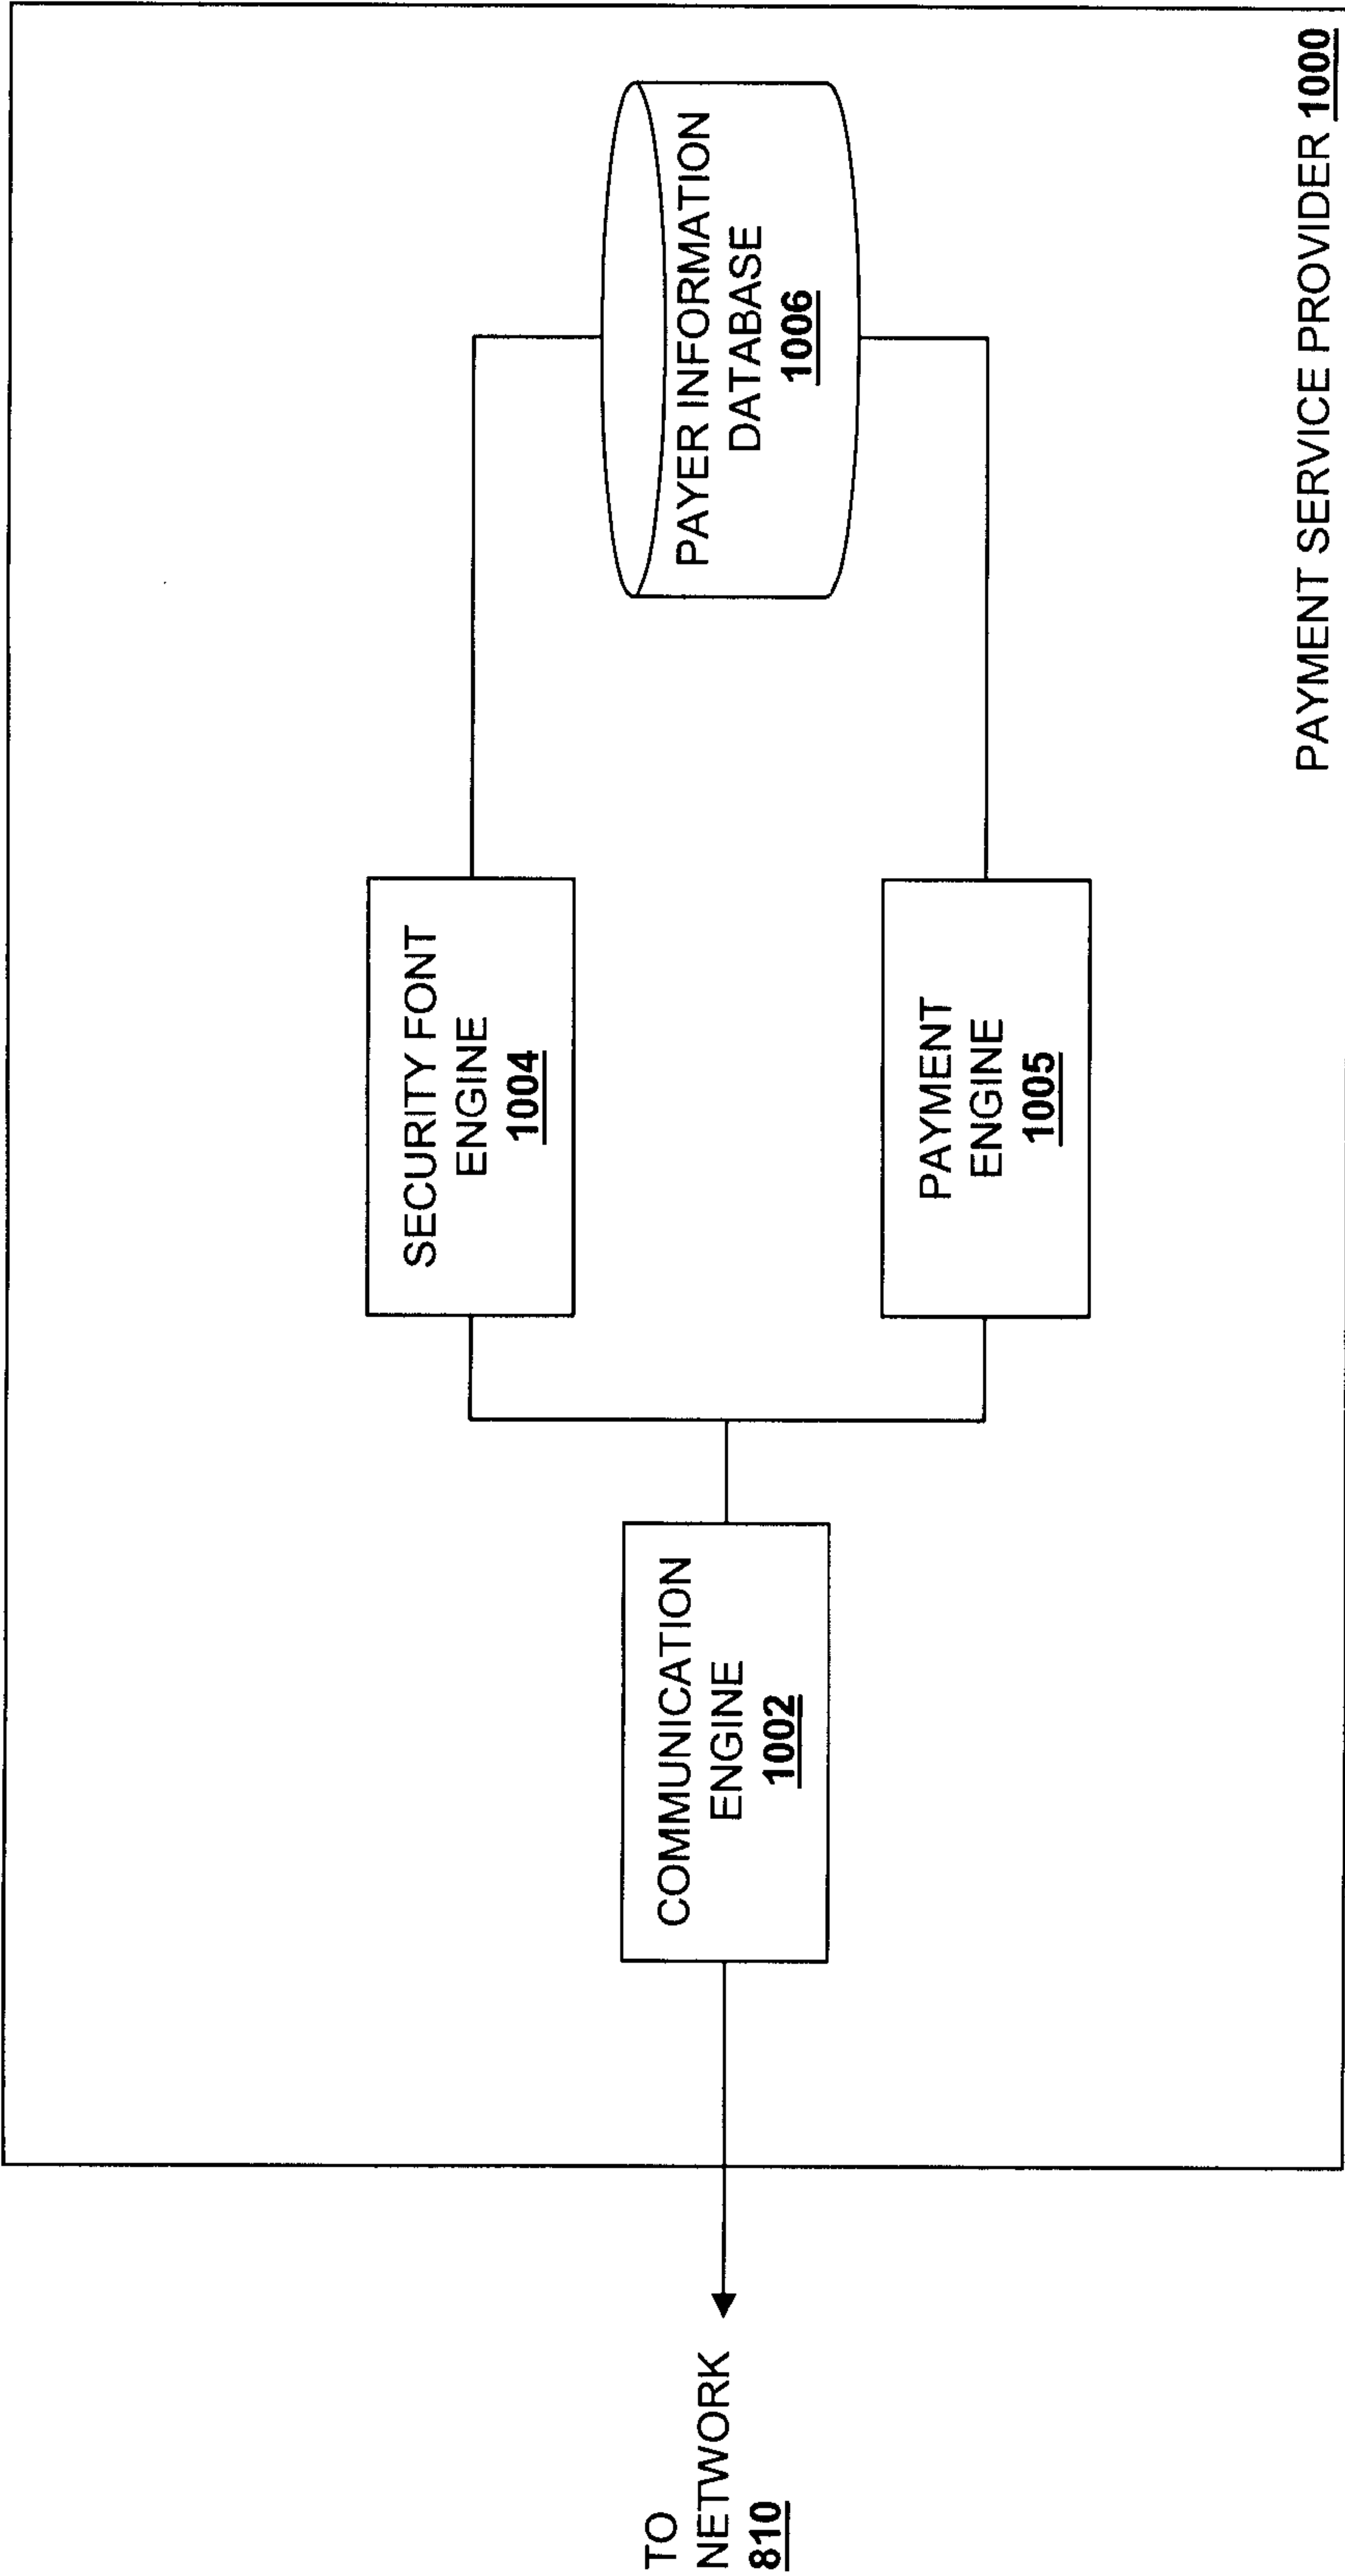 TO
NETWORK
810
COMMUNICATION
ENGINE
1002
SECURITY FONT
ENGINE
1004
PAYMENT
ENGINE
1005
PAYER INFORMATION
DATABASE
1006
PAYMENT SERVICE PROVIDER 1000